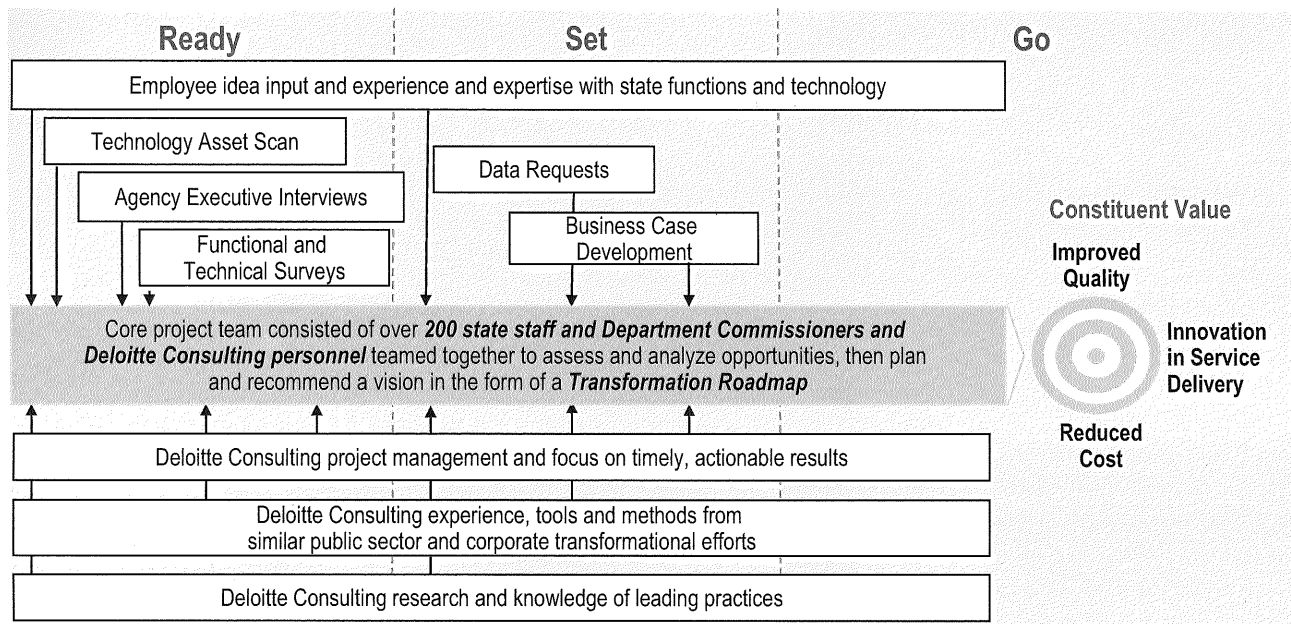 Ready
Set
Go
Employee idea input and experience and expertise with state functions and technology
Technology Asset Scan
Data Requests
Agency Executive Interviews
Business Case
Development
Functional and
Technical Surveys
Constituent Value
Improved
Quality
Core project team consisted of over 200 state staff and Department Commissioners and
Deloitte Consulting personnel teamed together to assess and analyze opportunities, then plan
and recommend a vision in the form of a Transformation Roadmap
Innovation
in Service
Delivery
Reduced
Cost
Deloitte Consulting project management and focus on timely, actionable results
Deloitte Consulting experience, tools and methods from
similar public sector and corporate transformational efforts
Deloitte Consulting research and knowledge of leading practices